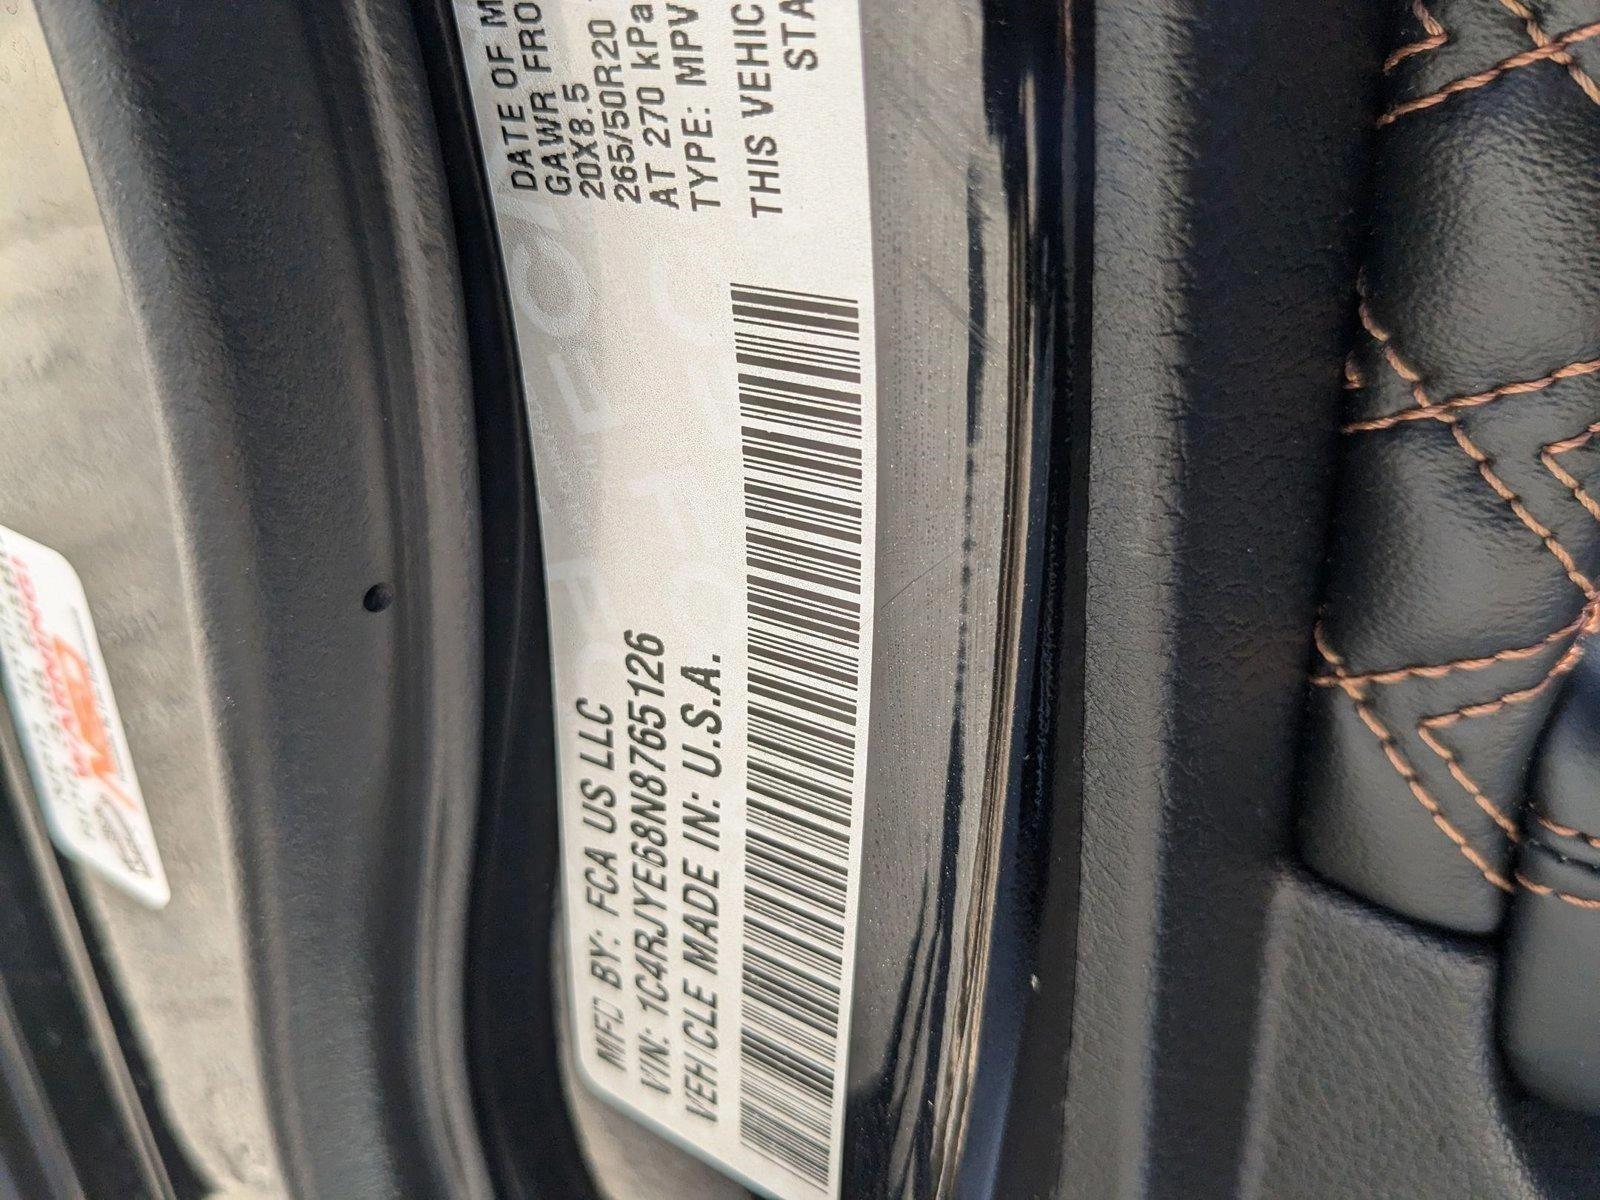 MFD BY: FCA US LLC
VIN: 1C4RJYE68N8765126
VEHICLE MADE IN: U.S.A.
DATE OF M
GAWR FRO
20X8.5
265/50R20
AT 270 kPa
TYPE: MPV
THIS VEHIC
STA
WARNING